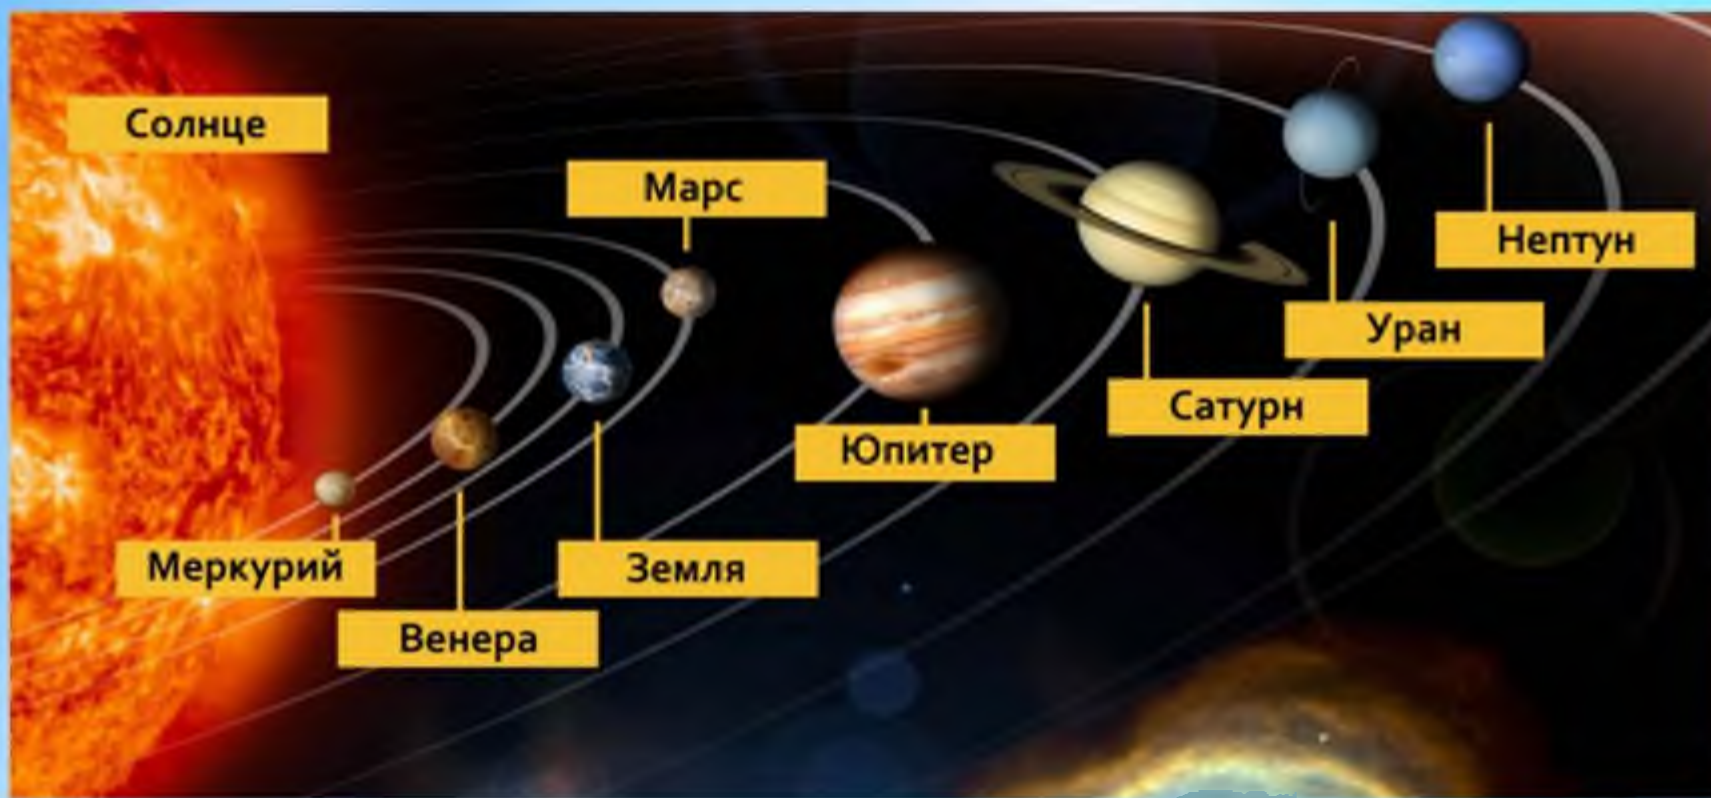 Солнце
Марс
Нептун
Уран
Сатурн
Юпитер
Меркурий
Земля
Венера